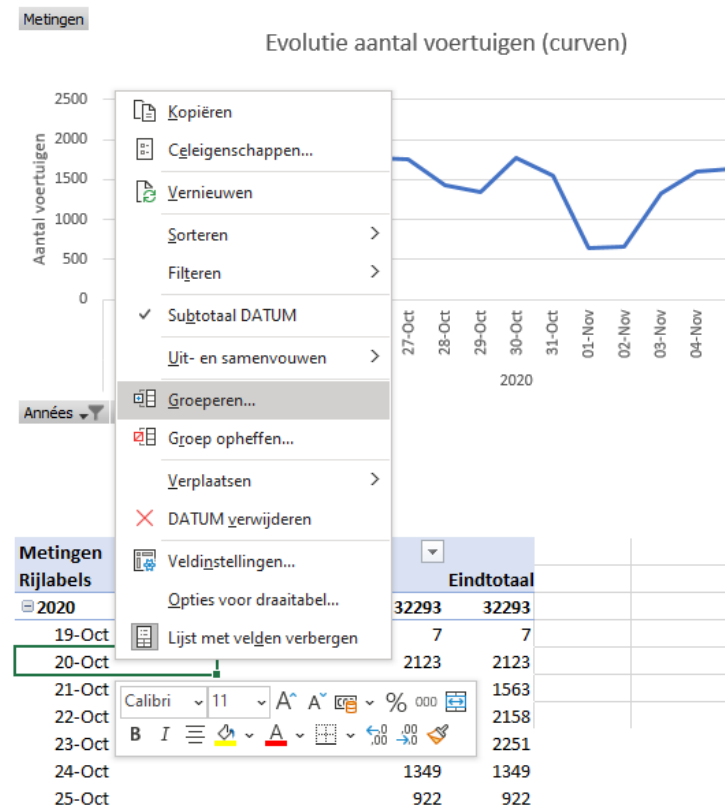 Metingen
Evolutie aantal voertuigen (curven)
2500
2000
1500
1000
500
0
Aantal voertuigen
27-Oct
28-Oct
29-Oct
30-Oct
31-Oct
01-Nov
02-Nov
03-Nov
04-Nov
2020
Années
Kopiëren
Celeigenschappen...
Vernieuwen
Sorteren
Filteren
Subtotaal DATUM
Uit- en samenvouwen
Groeperen...
Groep opheffen...
Verplaatsen
DATUM verwijderen
Veldinstellingen...
Opties voor draaitabel...
Lijst met velden verbergen
Metingen
Rijlabels Eindtotaal
2020 32293 32293
19-Oct 7 7
20-Oct 2123 2123
21-Oct 1563
22-Oct 2158
23-Oct 2251
24-Oct 1349 1349
25-Oct 922 922
Calibri 11 A A % 000
B I A ,00 ,00 →,0